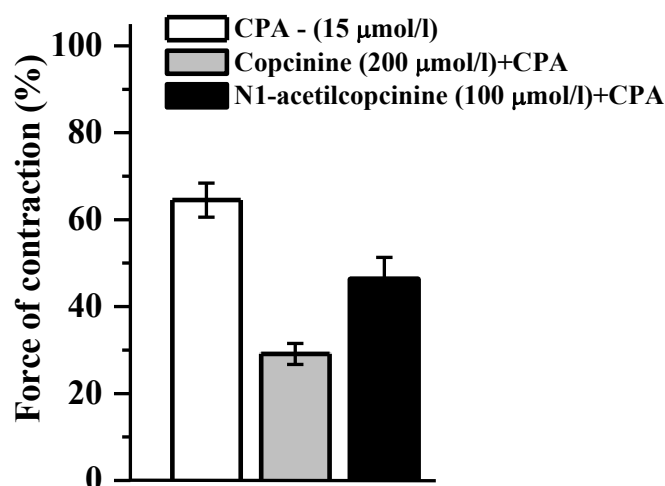 CPA - (15 μmol/l)
Copcinine (200 μmol/l)+CPA
N1-acetilcopcinine (100 μmol/l)+CPA
Force of contraction (%)
100
80
60
40
20
0